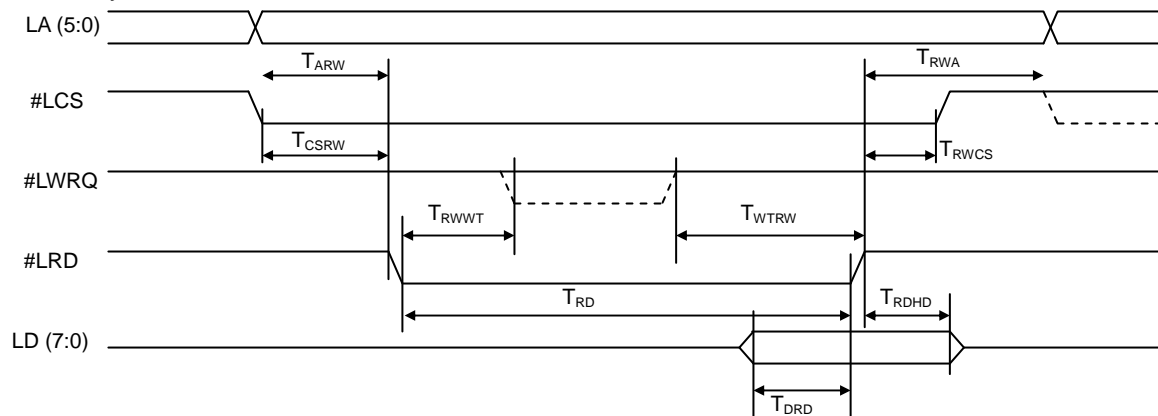 LA (5:0)
TARW
TRWA
#LCS
TCSRW
TRWCS
#LWRQ
TRWWT
TWTRW
#LRD
TRD
TRDHD
LD (7:0)
TDRD